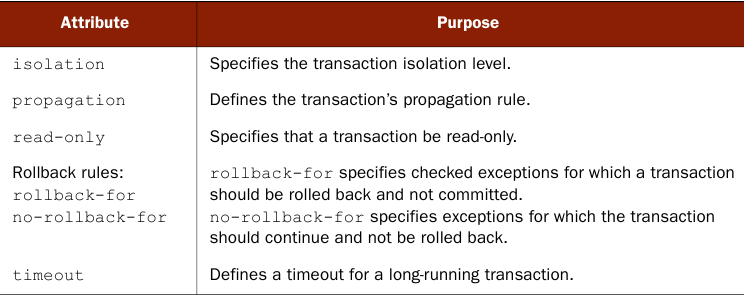 Attribute Purpose
isolation Specifies the transaction isolation level.
propagation Defines the transaction’s propagation rule.
read-only Specifies that a transaction be read-only.
Rollback rules: rollback-for specifies checked exceptions for which a transaction
rollback-for should be rolled back and not committed.
no-rollback-for no-rollback-for specifies exceptions for which the transaction
should continue and not be rolled back.
timeout Defines a timeout for a long-running transaction.